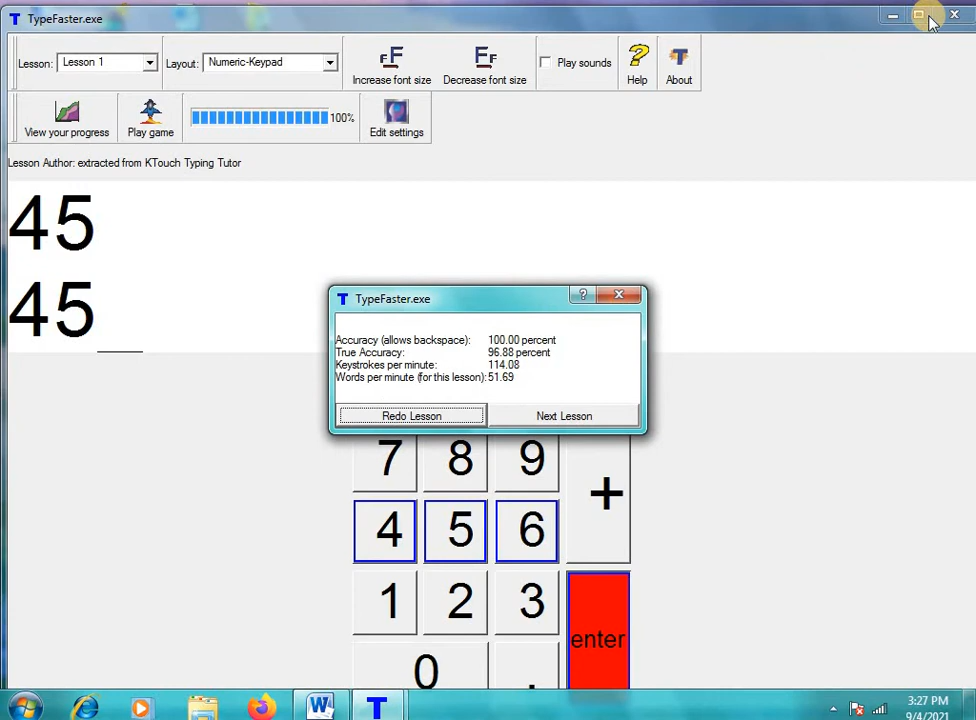 TypeFaster.exe
Lesson: Lesson 1 Layout: Numeric-Keypad Increase font size Decrease font size Play sounds Help About
View your progress Play game 100% Edit settings
Lesson Author: extracted from KTouch Typing Tutor
45
45
TypeFaster.exe
Accuracy (allows backspace): 100.00 percent
True Accuracy: 96.88 percent
Keystrokes per minute: 114.08
Words per minute (for this lesson): 51.69
Redo Lesson Next Lesson
7 8 9 +
4 5 6
1 2 3 enter
0 .
3:27 PM
9/4/2021